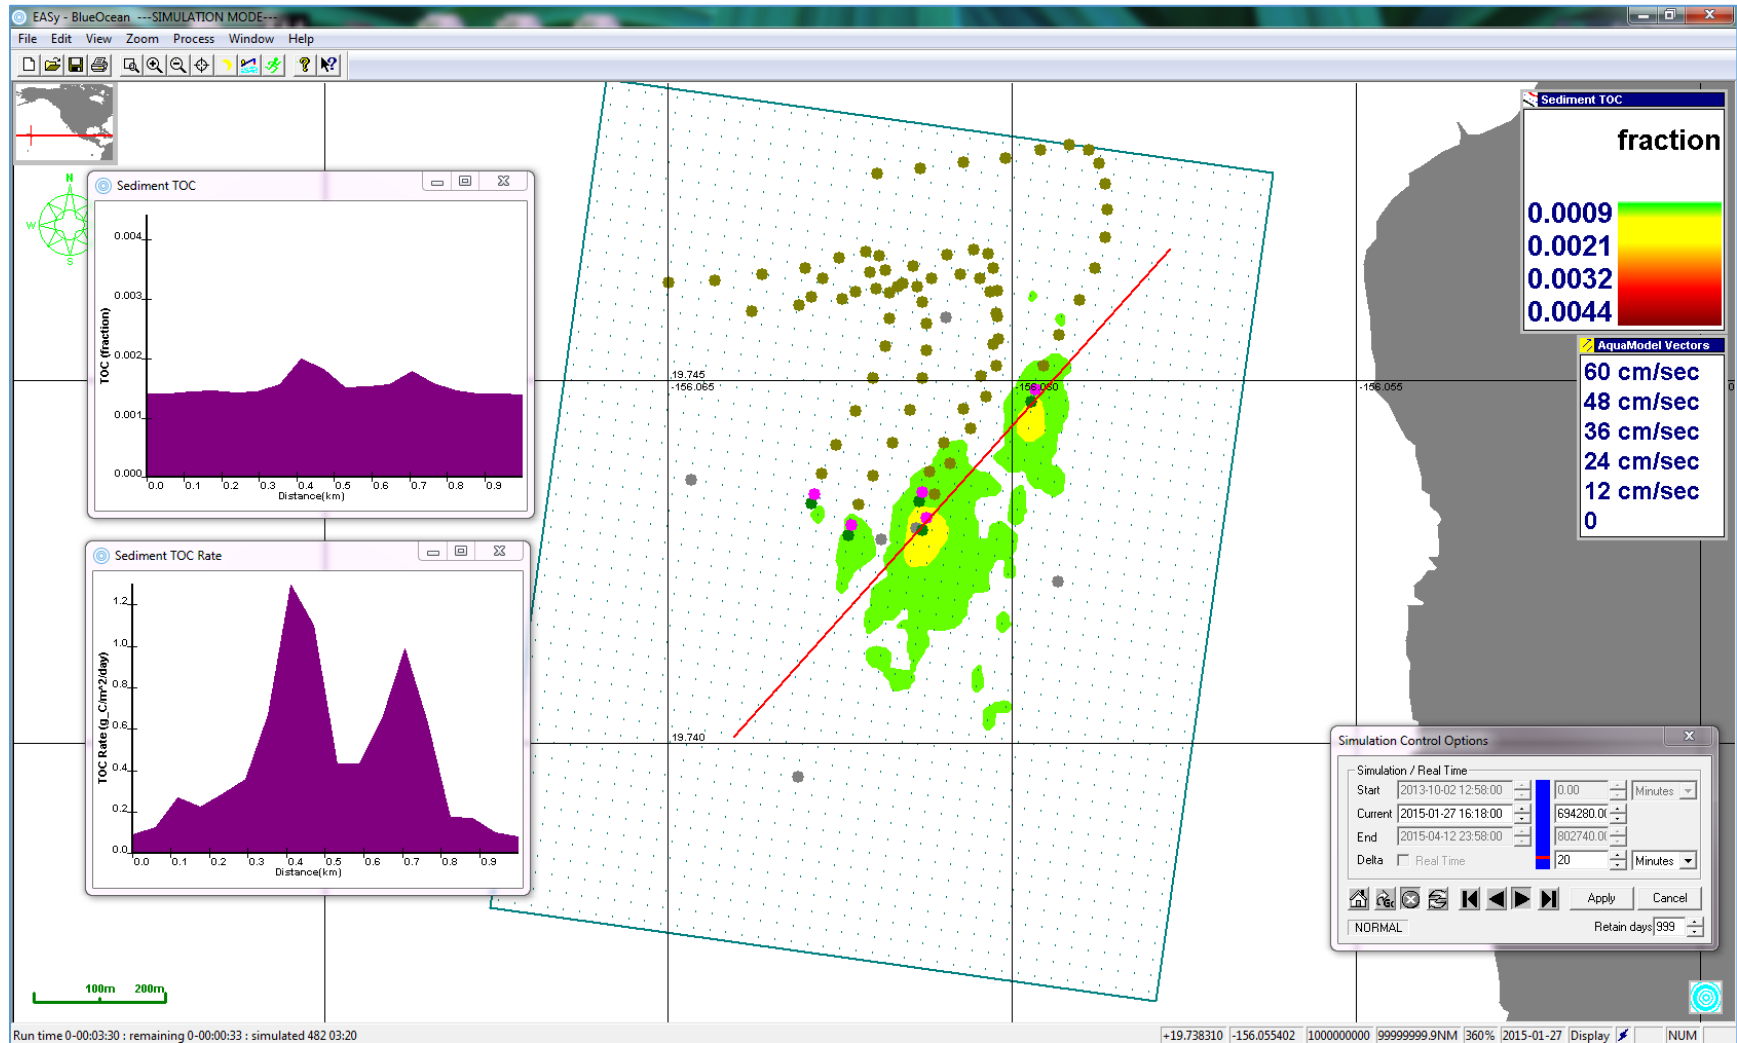 EASy - BlueOcean ---SIMULATION MODE---
File Edit View Zoom Process Window Help
N
W
S
Sediment TOC
TOC (fraction)
0.004
0.003
0.002
0.001
0.000
0.0 0.1 0.2 0.3 0.4 0.5 0.6 0.7 0.8 0.9
Distance(km)
Sediment TOC Rate
TOC Rate (g_C/m^2/day)
1.2
1.0
0.8
0.6
0.4
0.2
0.0
0.0 0.1 0.2 0.3 0.4 0.5 0.6 0.7 0.8 0.9
Distance(km)
19.745
-156.065
-156.060
-156.055
19.740
Sediment TOC
fraction
0.0009
0.0021
0.0032
0.0044
AquaModel Vectors
60 cm/sec
48 cm/sec
36 cm/sec
24 cm/sec
12 cm/sec
0
Simulation Control Options
Simulation / Real Time
Start 2013-10-02 12:58:00 0.00 Minutes
Current 2015-01-27 16:18:00 694280.00
End 2015-04-12 23:58:00 802740.00
Delta Real Time 20 Minutes
Apply Cancel
NORMAL Retain days 999
100m 200m
Run time 0-00:03:30 : remaining 0-00:00:33 : simulated 482 03:20
+19.738310 -156.055402 1000000000 99999999.9NM 360% 2015-01-27 Display NUM